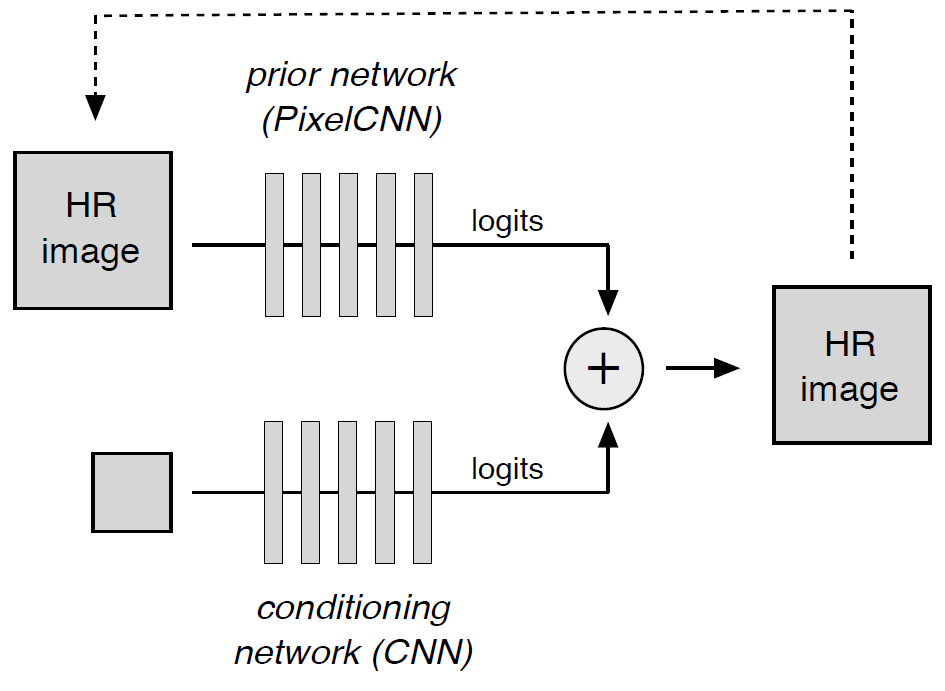 prior network
(PixelCNN)
HR
image
logits
+
HR
image
logits
conditioning
network (CNN)